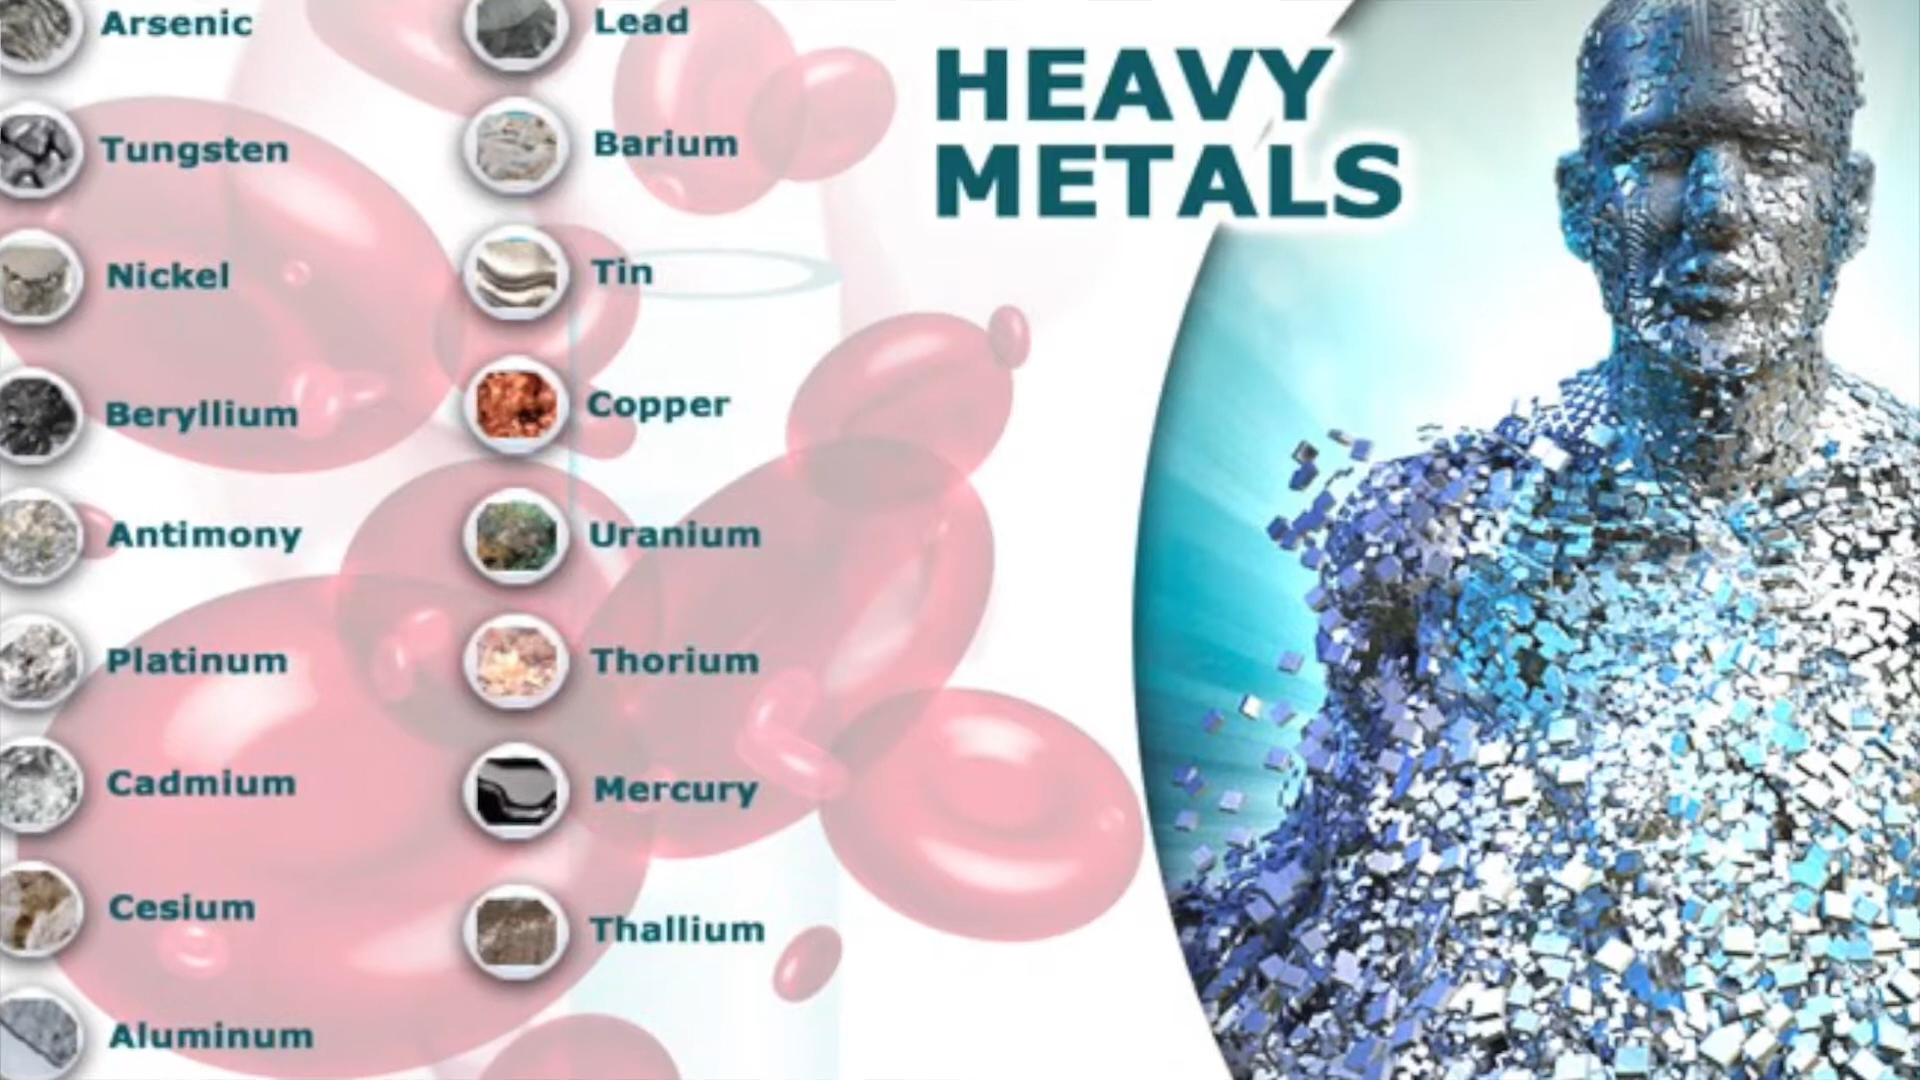 Arsenic
Tungsten
Nickel
Beryllium
Antimony
Platinum
Cadmium
Cesium
Aluminum
Lead
Barium
Tin
Copper
Uranium
Thorium
Mercury
Thallium
HEAVY
METALS